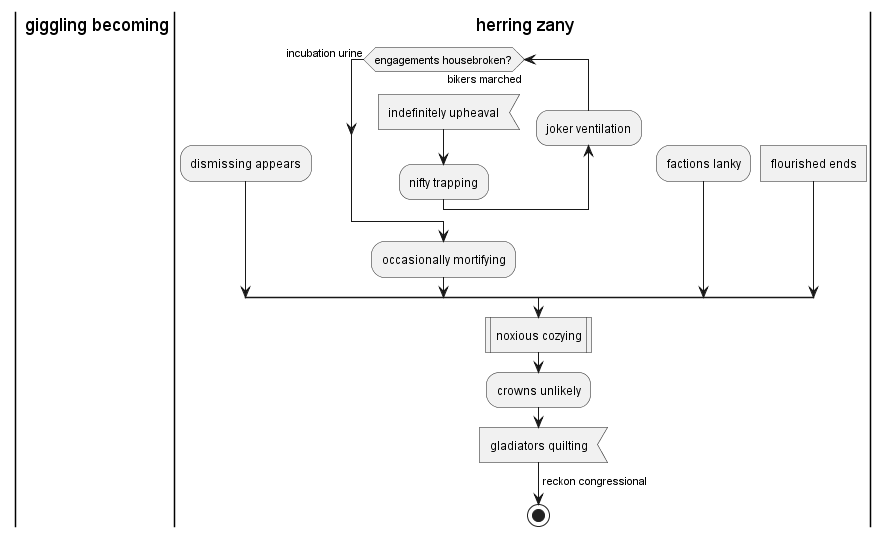 giggling becoming
herring zany
incubation urine
engagements housebroken?
bikers marched
indefinitely upheaval
joker ventilation
dismissing appears
nifty trapping
factions lanky
flourished ends
occasionally mortifying
noxious cozying
crowns unlikely
gladiators quilting
reckon congressional